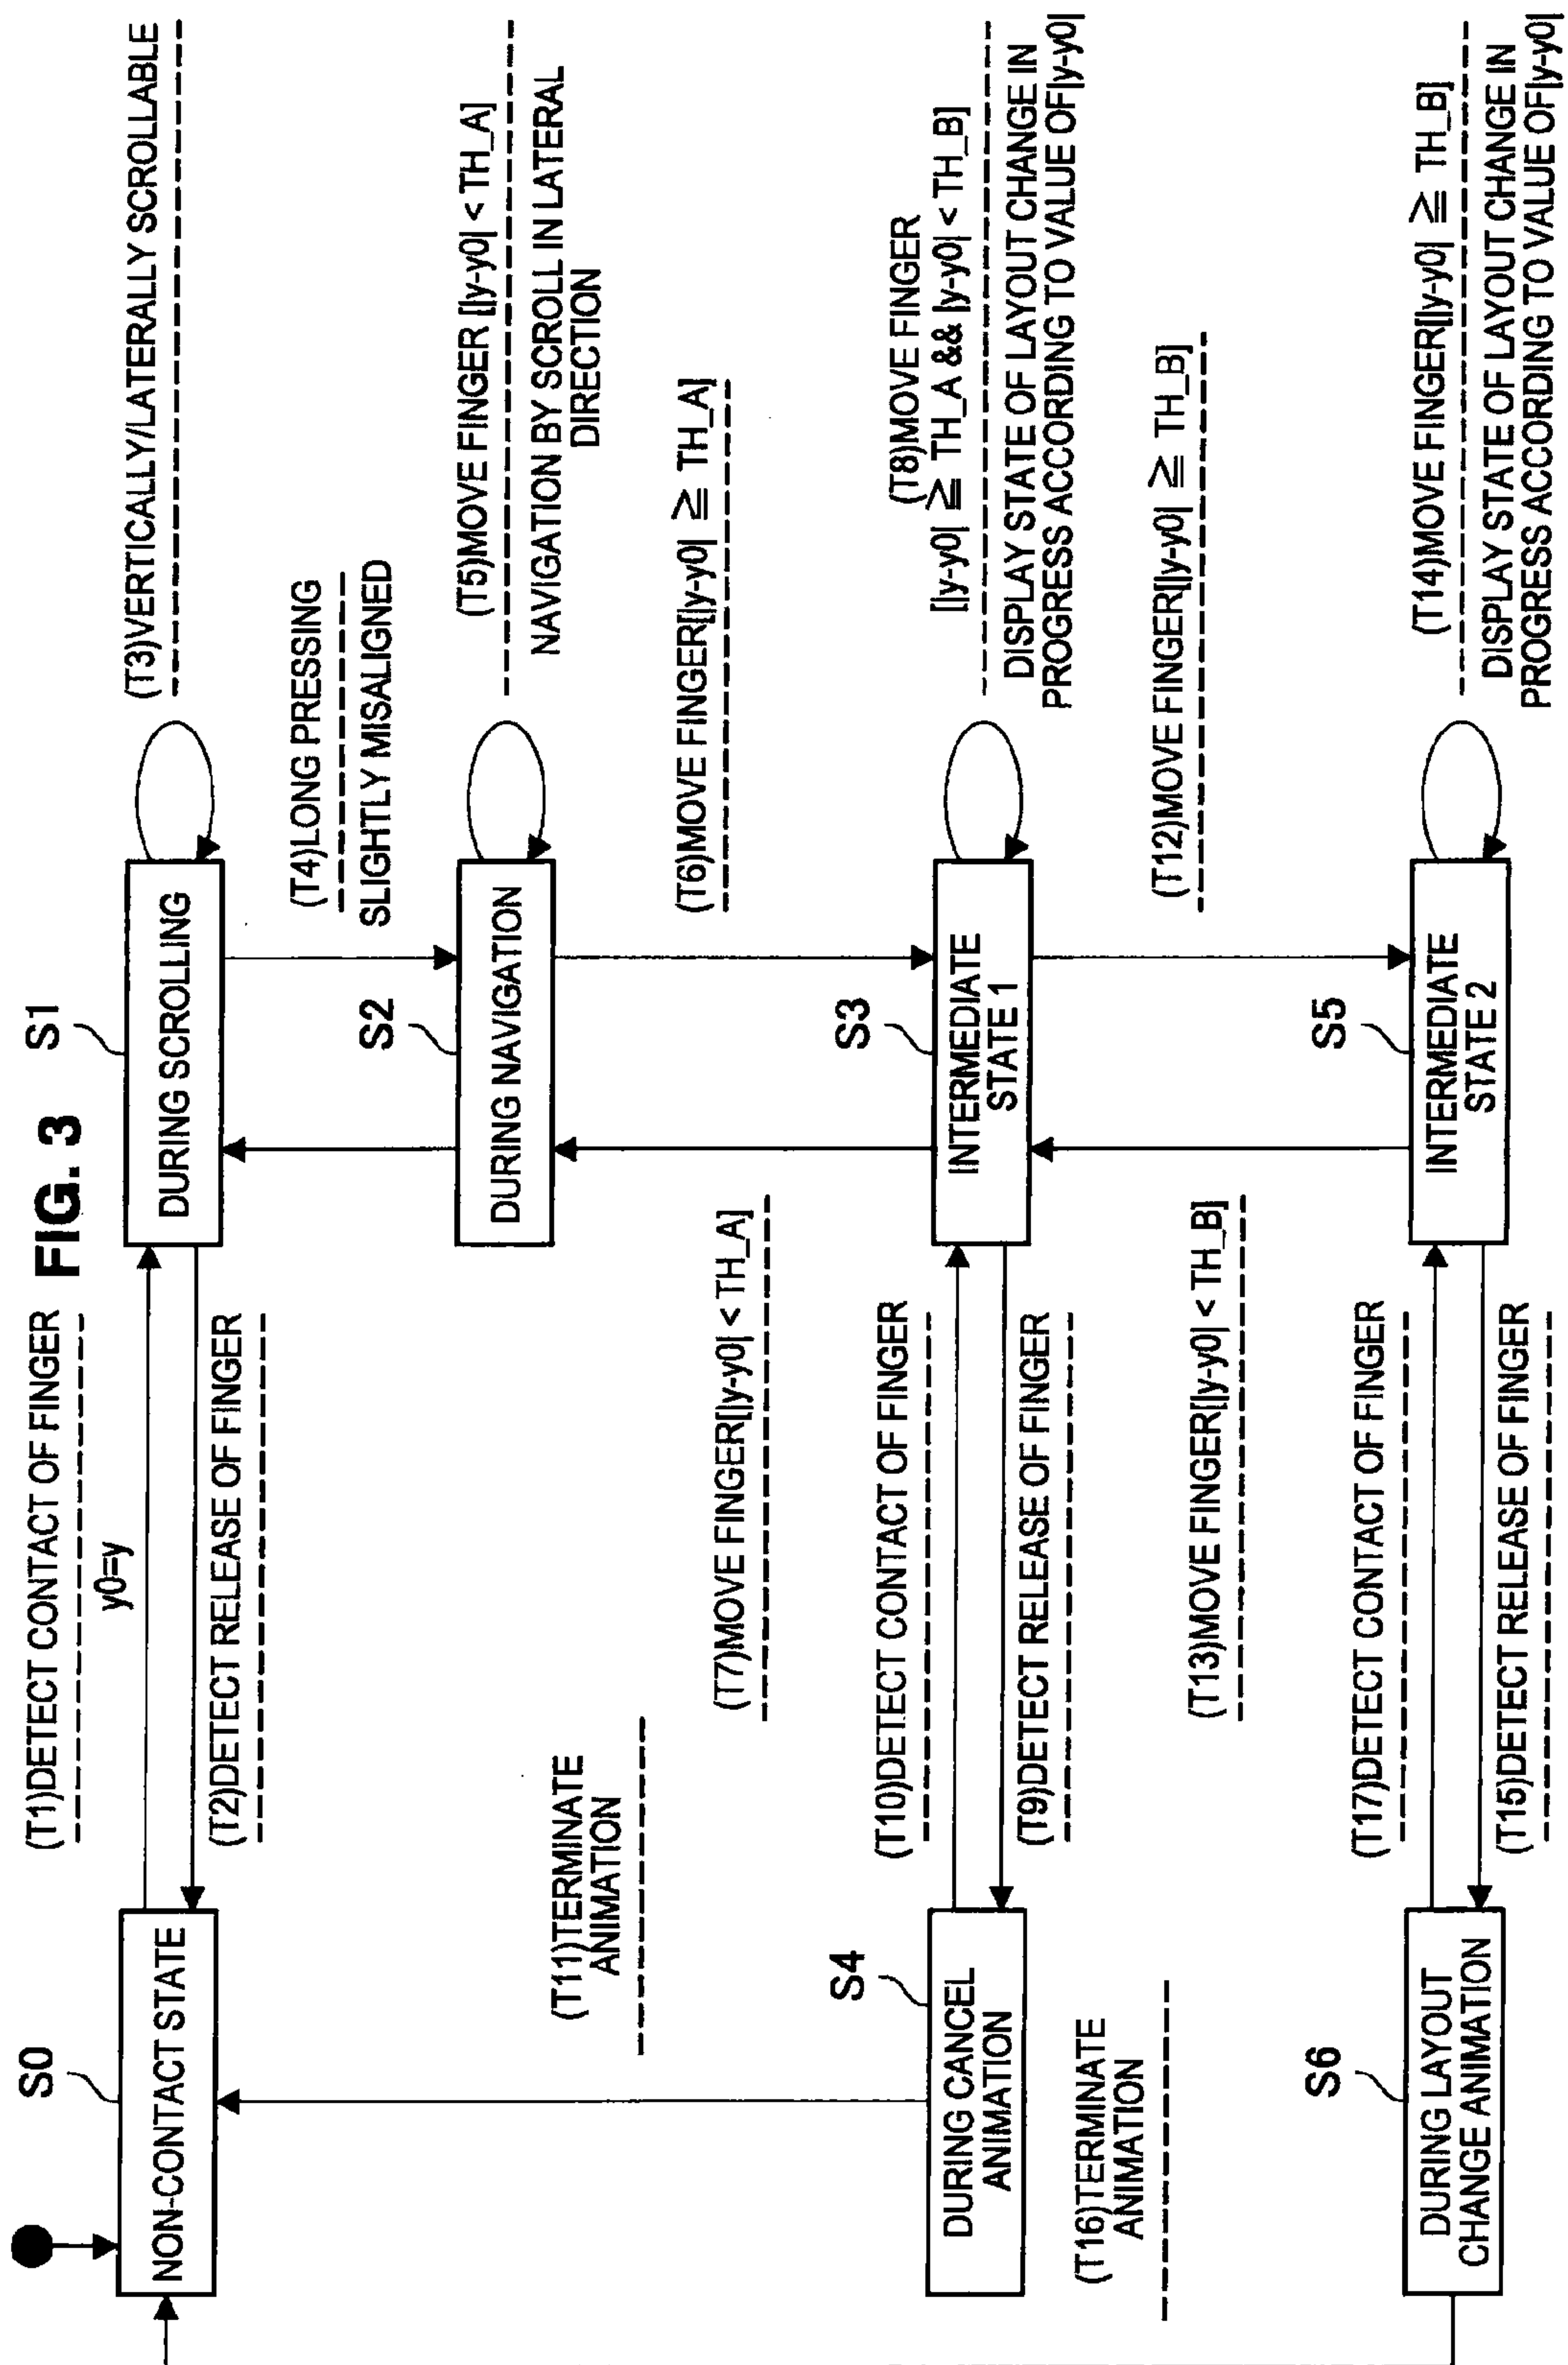 FIG. 3
S0
NON-CONTACT STATE
(T1)DETECT CONTACT OF FINGER
y0=y
(T2)DETECT RELEASE OF FINGER
S1
DURING SCROLLING
(T3)VERTICALLY/LATERALLY SCROLLABLE
(T4)LONG PRESSING
SLIGHTLY MISALIGNED
S2
DURING NAVIGATION
(T5)MOVE FINGER [|y-y0| < TH_A]
NAVIGATION BY SCROLL IN LATERAL
DIRECTION
(T11)TERMINATE
ANIMATION
(T7)MOVE FINGER[|y-y0| < TH_A]
(T6)MOVE FINGER[|y-y0| ≧ TH_A]
S4
DURING CANCEL
ANIMATION
(T10)DETECT CONTACT OF FINGER
(T9)DETECT RELEASE OF FINGER
S3
INTERMEDIATE
STATE 1
(T8)MOVE FINGER
[|y-y0| ≧ TH_A && |y-y0| < TH_B]
DISPLAY STATE OF LAYOUT CHANGE IN
PROGRESS ACCORDING TO VALUE OF|y-y0|
(T16)TERMINATE
ANIMATION
(T13)MOVE FINGER[|y-y0| < TH_B]
(T12)MOVE FINGER[|y-y0| ≧ TH_B]
S6
DURING LAYOUT
CHANGE ANIMATION
(T17)DETECT CONTACT OF FINGER
(T15)DETECT RELEASE OF FINGER
S5
INTERMEDIATE
STATE 2
(T14)MOVE FINGER[|y-y0| ≧ TH_B]
DISPLAY STATE OF LAYOUT CHANGE IN
PROGRESS ACCORDING TO VALUE OF|y-y0|